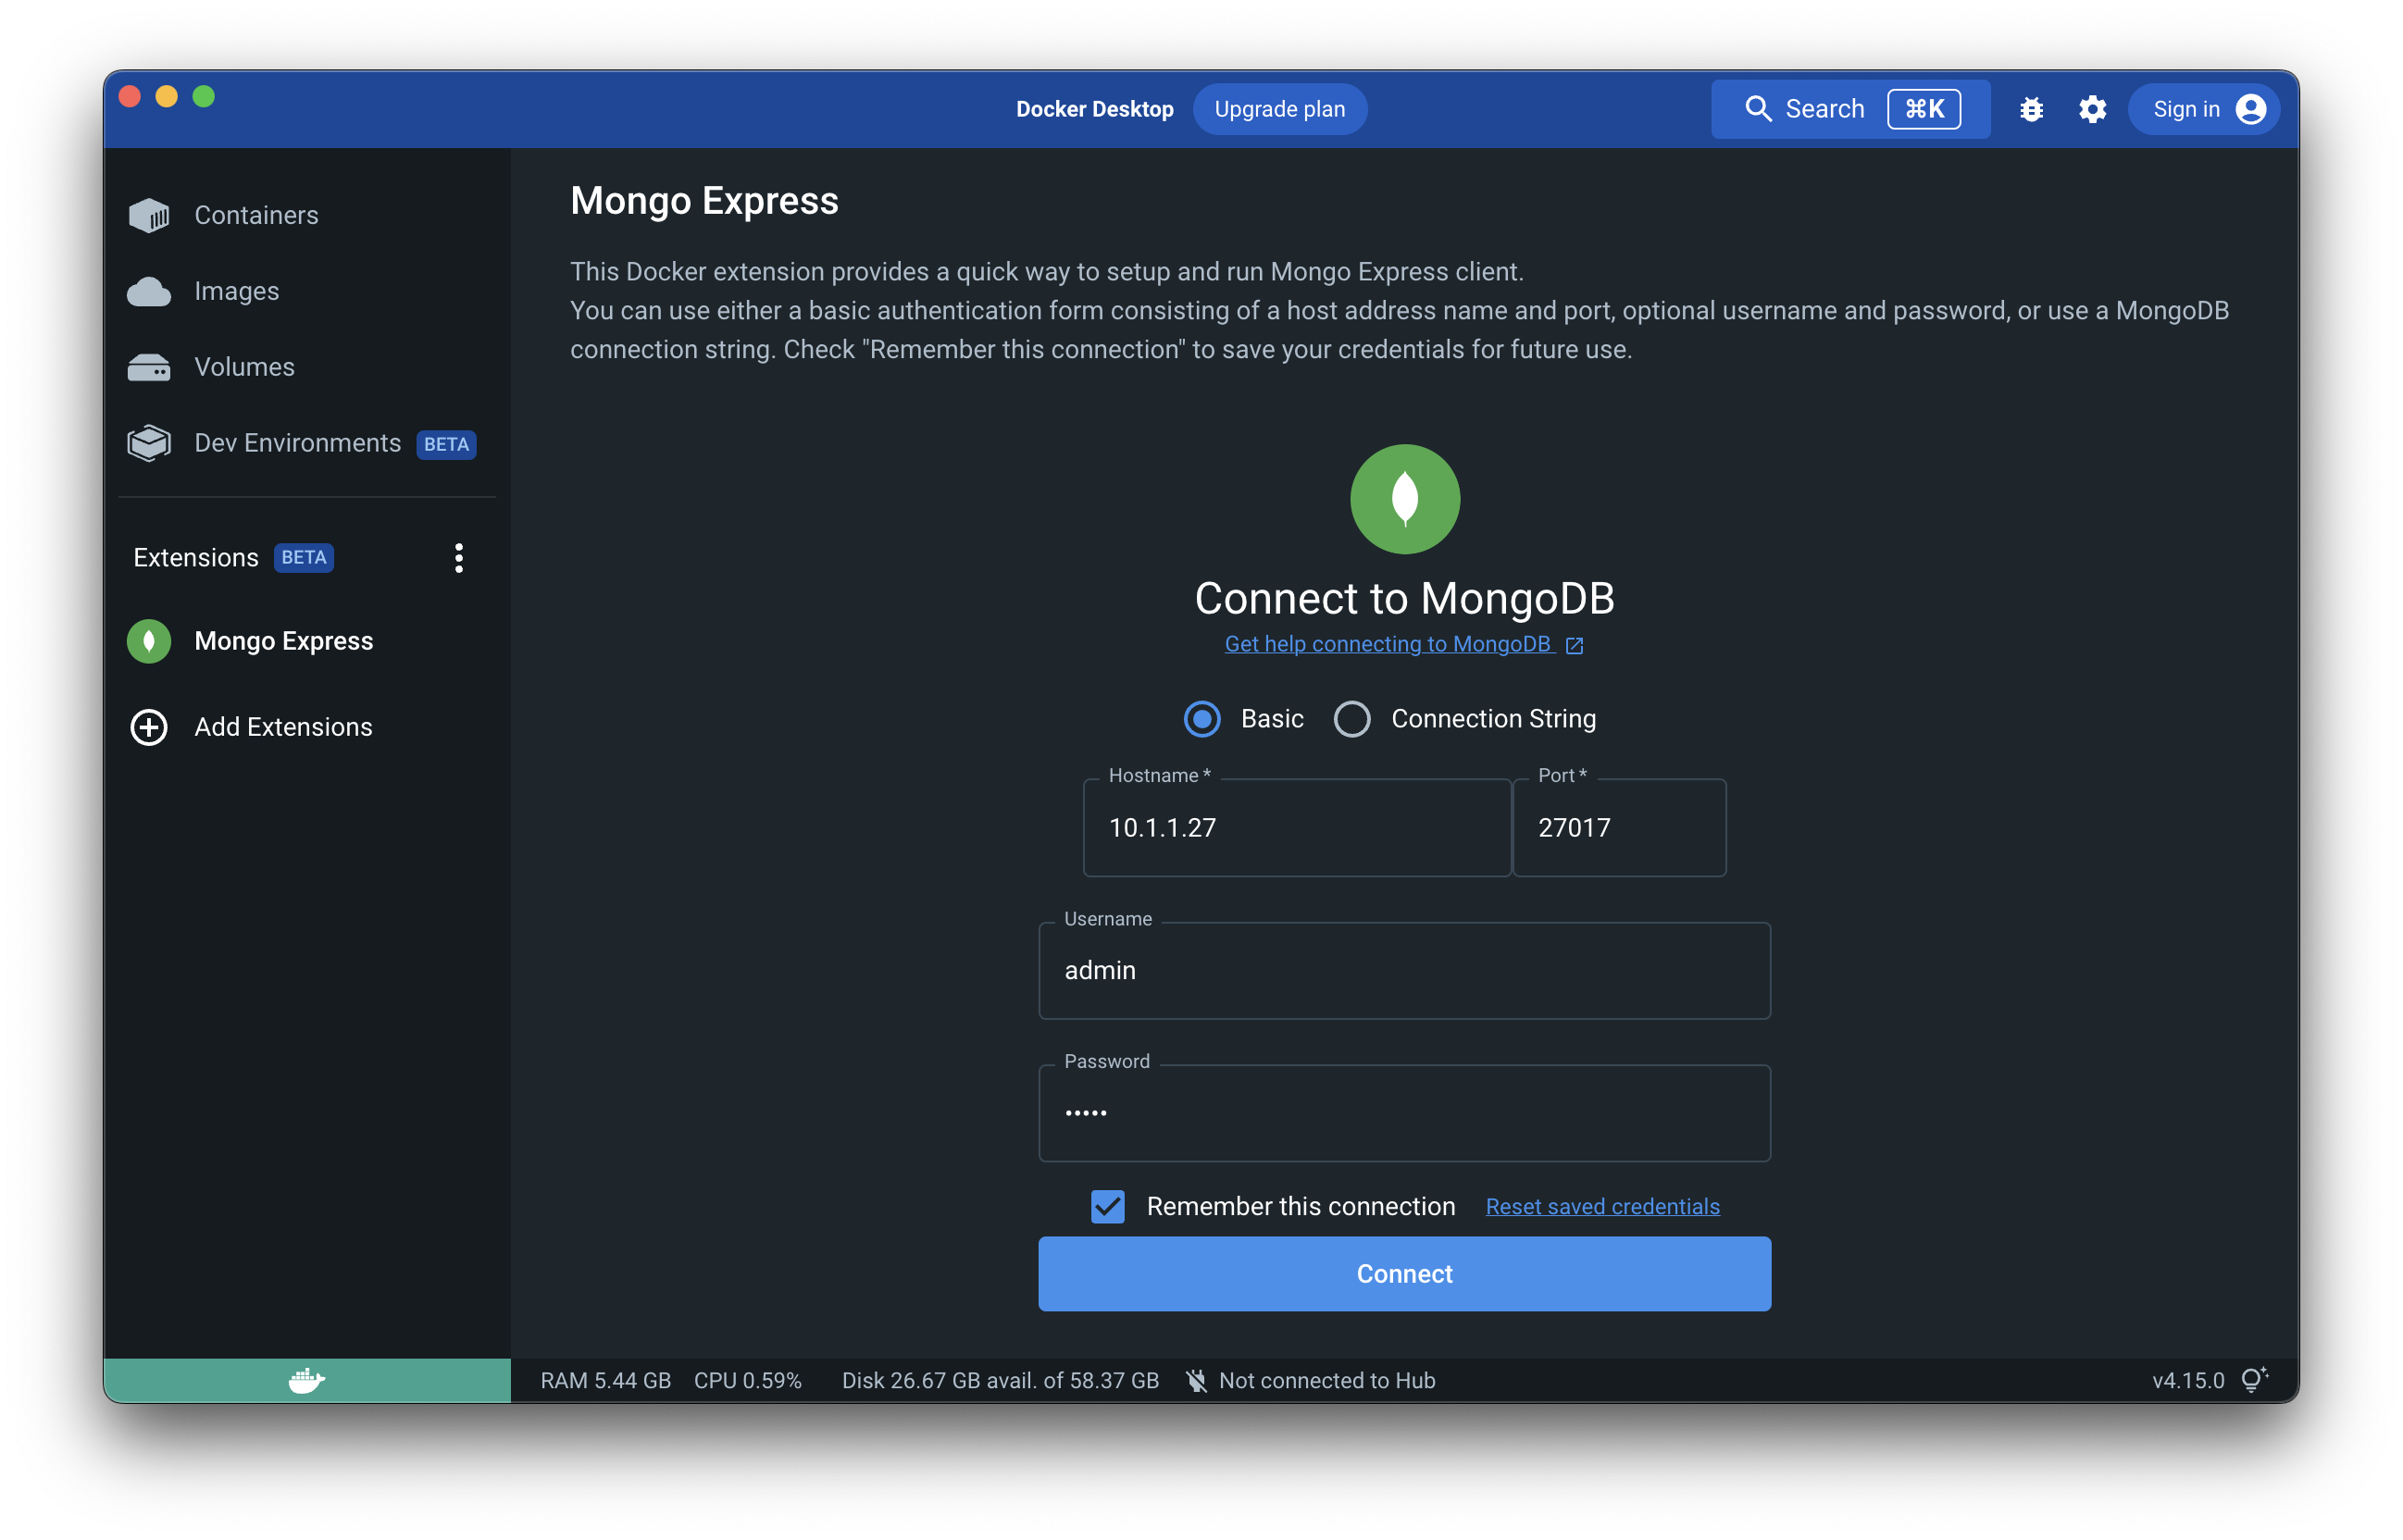 Docker Desktop
Upgrade plan
Search
⌘K
Sign in
Containers
Images
Volumes
Dev Environments BETA
Extensions BETA
Mongo Express
Add Extensions
Mongo Express
This Docker extension provides a quick way to setup and run Mongo Express client.
You can use either a basic authentication form consisting of a host address name and port, optional username and password, or use a MongoDB
connection string. Check "Remember this connection" to save your credentials for future use.
Connect to MongoDB
Get help connecting to MongoDB
Basic
Connection String
Hostname *
10.1.1.27
Port *
27017
Username
admin
Password
•••••
Remember this connection
Reset saved credentials
Connect
RAM 5.44 GB CPU 0.59% Disk 26.67 GB avail. of 58.37 GB Not connected to Hub
v4.15.0